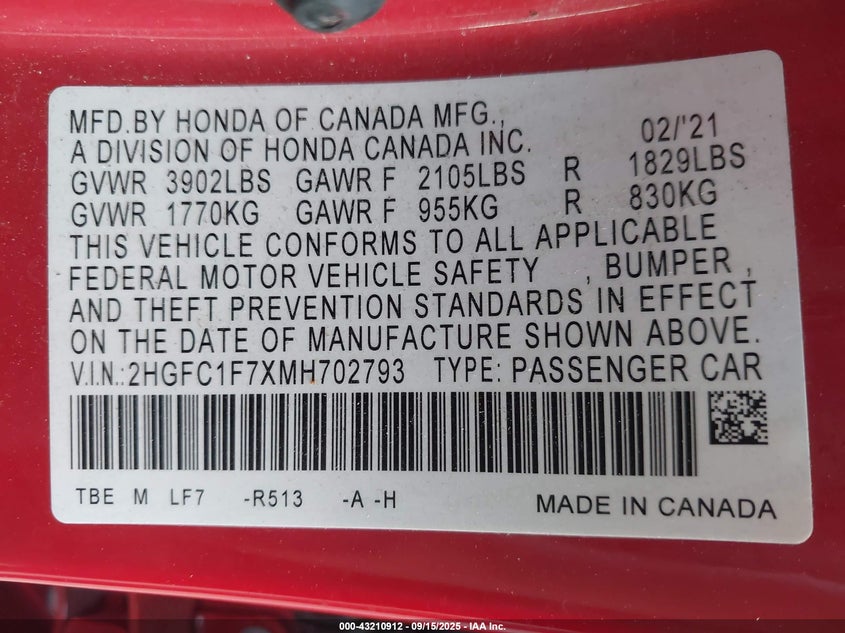 MFD.BY HONDA OF CANADA MFG., 02/'21
A DIVISION OF HONDA CANADA INC.
GVWR 3902LBS GAWR F 2105LBS R 1829LBS
GVWR 1770KG GAWR F 955KG R 830KG
THIS VEHICLE CONFORMS TO ALL APPLICABLE
FEDERAL MOTOR VEHICLE SAFETY , BUMPER ,
AND THEFT PREVENTION STANDARDS IN EFFECT
ON THE DATE OF MANUFACTURE SHOWN ABOVE.
V.I.N.:2HGFC1F7XMH702793 TYPE: PASSENGER CAR
TBE M LF7 -R513 -A -H MADE IN CANADA
000-43210912 - 09/15/2025 - IAA Inc.